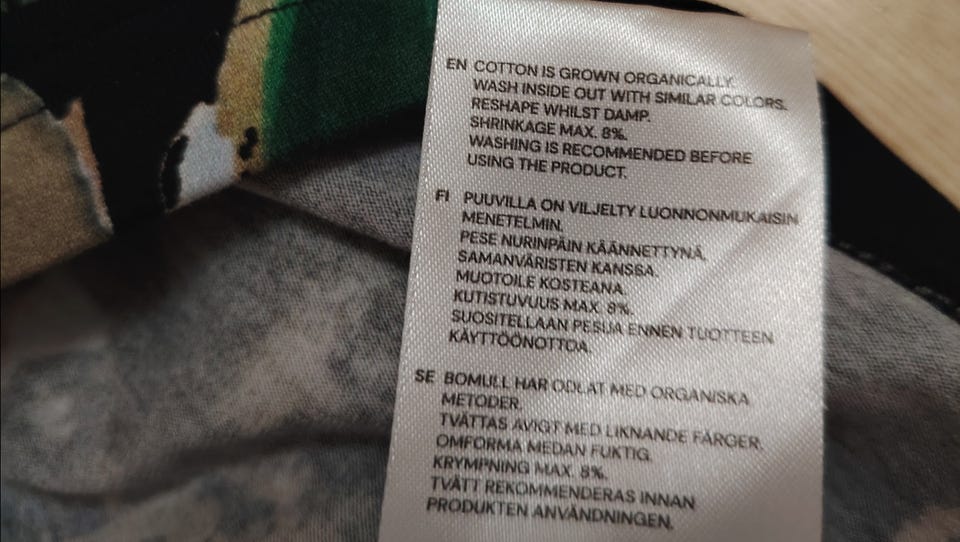 EN COTTON IS GROWN ORGANICALLY.
WASH INSIDE OUT WITH SIMILAR COLORS.
RESHAPE WHILST DAMP.
SHRINKAGE MAX. 8%.
WASHING IS RECOMMENDED BEFORE
USING THE PRODUCT.
FI PUUVILLA ON VILJELTY LUONNONMUKAISIN
MENETELMIN.
PESE NURINPÄIN KÄÄNNETTYNÄ,
SAMANVÄRISTEN KANSSA.
MUOTOILE KOSTEANA
KUTISTUVUUS MAX. 8%.
SUOSITELLAAN PESUA ENNEN TUOTTEEN
KÄYTTÖÖNOTTOA.
SE BOMULL HAR ODLAT MED ORGANISKA
METODER.
TVÄTTAS AVIGT MED LIKNANDE FÄRGER.
OMFORMA MEDAN FUKTIG.
KRYMPNING MAX. 8%.
TVÄTT REKOMMENDERAS INNAN
PRODUKTEN ANVÄNDNINGEN.